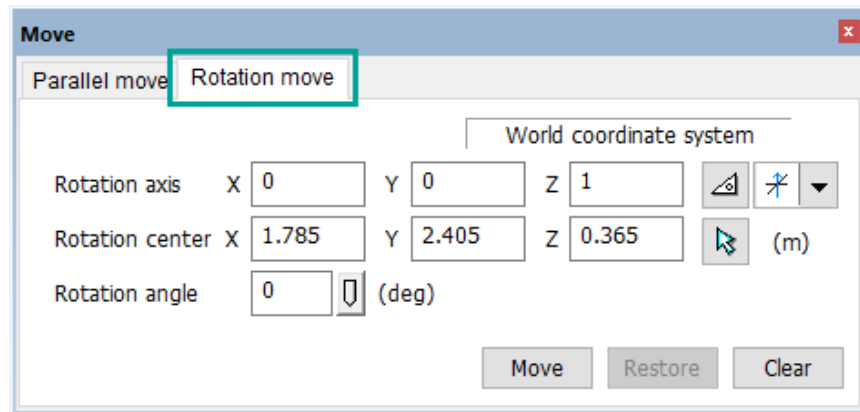 Move
Parallel move Rotation move
World coordinate system
Rotation axis X 0 Y 0 Z 1
Rotation center X 1.785 Y 2.405 Z 0.365 (m)
Rotation angle 0 (deg)
Move Restore Clear